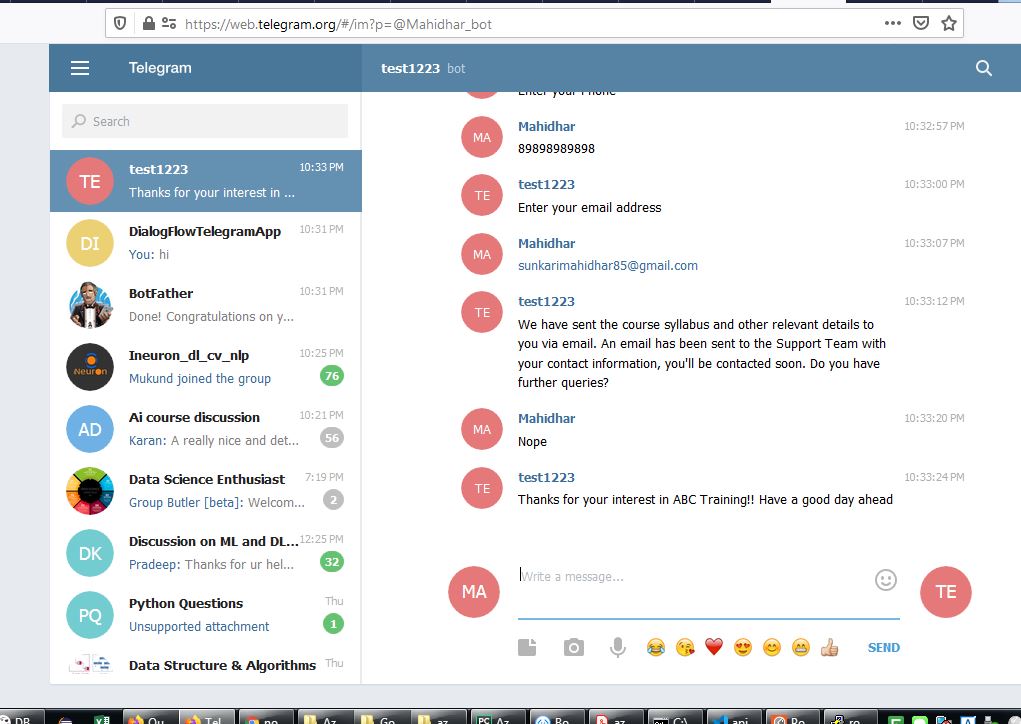 https://web.telegram.org/#/im?p=@Mahidhar_bot
Telegram
test1223 bot
Search
test1223 10:33 PM
Thanks for your interest in ...
DialogFlowTelegramApp 10:31 PM
You: hi
BotFather 10:31 PM
Done! Congratulations on y...
Ineuron_dl_cv_nlp 10:25 PM
Mukund joined the group 76
Ai course discussion 10:21 PM
Karan: A really nice and det... 56
Data Science Enthusiast 7:19 PM
Group Butler [beta]: Welcom... 2
Discussion on ML and DL... 12:25 PM
Pradeep: Thanks for ur help... 32
Python Questions Thu
Unsupported attachment 1
Data Structure & Algorithms Thu
TE
DI
iNeuron
AD
DK
PQ
Enter your Phone
MA Mahidhar 10:32:57 PM
89898989898
TE test1223 10:33:00 PM
Enter your email address
MA Mahidhar 10:33:07 PM
sunkarimahidhar85@gmail.com
TE test1223 10:33:12 PM
We have sent the course syllabus and other relevant details to
you via email. An email has been sent to the Support Team with
your contact information, you'll be contacted soon. Do you have
further queries?
MA Mahidhar 10:33:20 PM
Nope
TE test1223 10:33:24 PM
Thanks for your interest in ABC Training!! Have a good day ahead
MA Write a message... TE
SEND